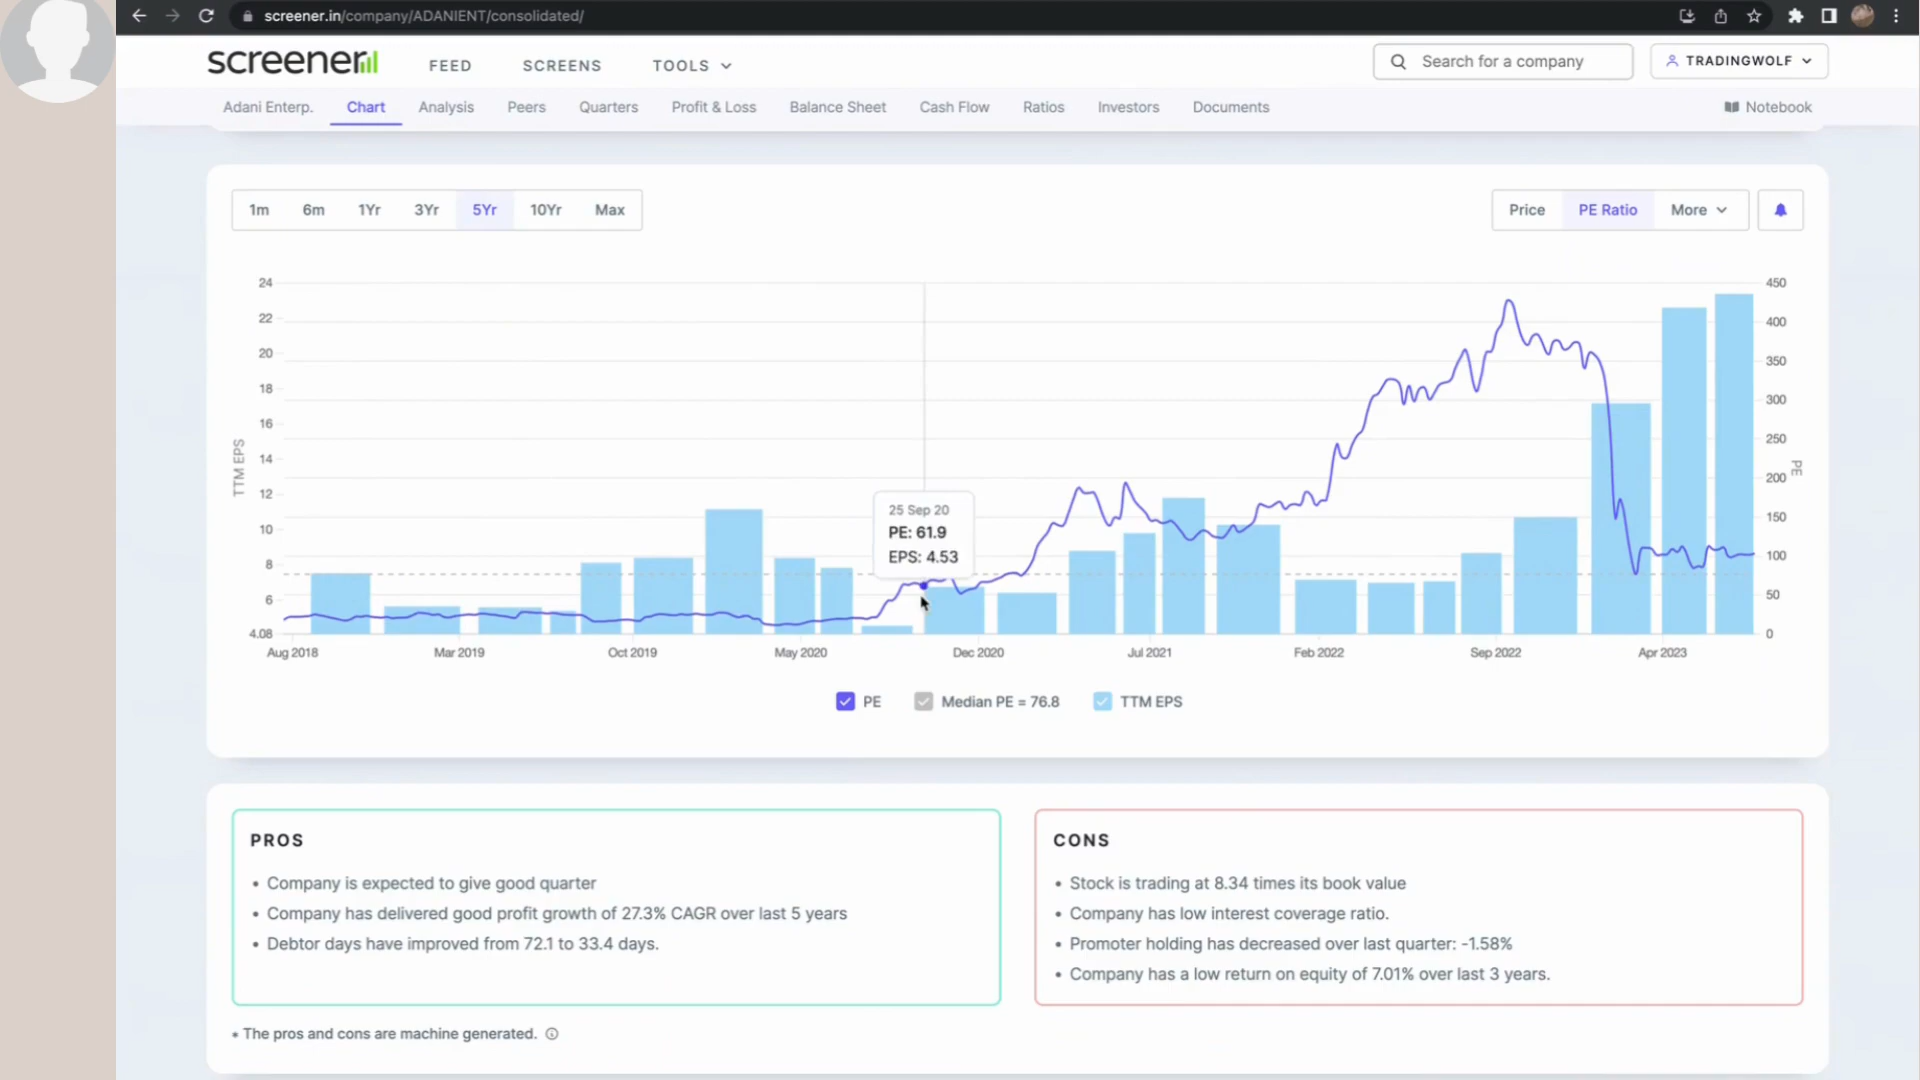 screener.in/company/ADANIENT/consolidated/
screener
FEED SCREENS TOOLS
Search for a company
TRADINGWOLF
Adani Enterp. Chart Analysis Peers Quarters Profit & Loss Balance Sheet Cash Flow Ratios Investors Documents
Notebook
1m 6m 1Yr 3Yr 5Yr 10Yr Max
Price PE Ratio More
24
22
20
18
16
14
12
10
8
6
4.08
TTM EPS
450
400
350
300
250
200
150
100
50
0
PE
25 Sep 20
PE: 61.9
EPS: 4.53
Aug 2018 Mar 2019 Oct 2019 May 2020 Dec 2020 Jul 2021 Feb 2022 Sep 2022 Apr 2023
PE Median PE = 76.8 TTM EPS
PROS
• Company is expected to give good quarter
• Company has delivered good profit growth of 27.3% CAGR over last 5 years
• Debtor days have improved from 72.1 to 33.4 days.
CONS
• Stock is trading at 8.34 times its book value
• Company has low interest coverage ratio.
• Promoter holding has decreased over last quarter: -1.58%
• Company has a low return on equity of 7.01% over last 3 years.
* The pros and cons are machine generated.